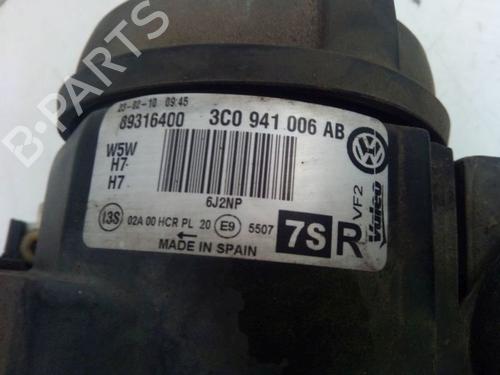 B-PARTS
23-02-10 09:45
89316400 3C0 941 006 AB
W5W
H7
H7
6J2NP
13S 02A 00 HCR PL 20 E9 5507
7S R
VF2
Valeo
MADE IN SPAIN